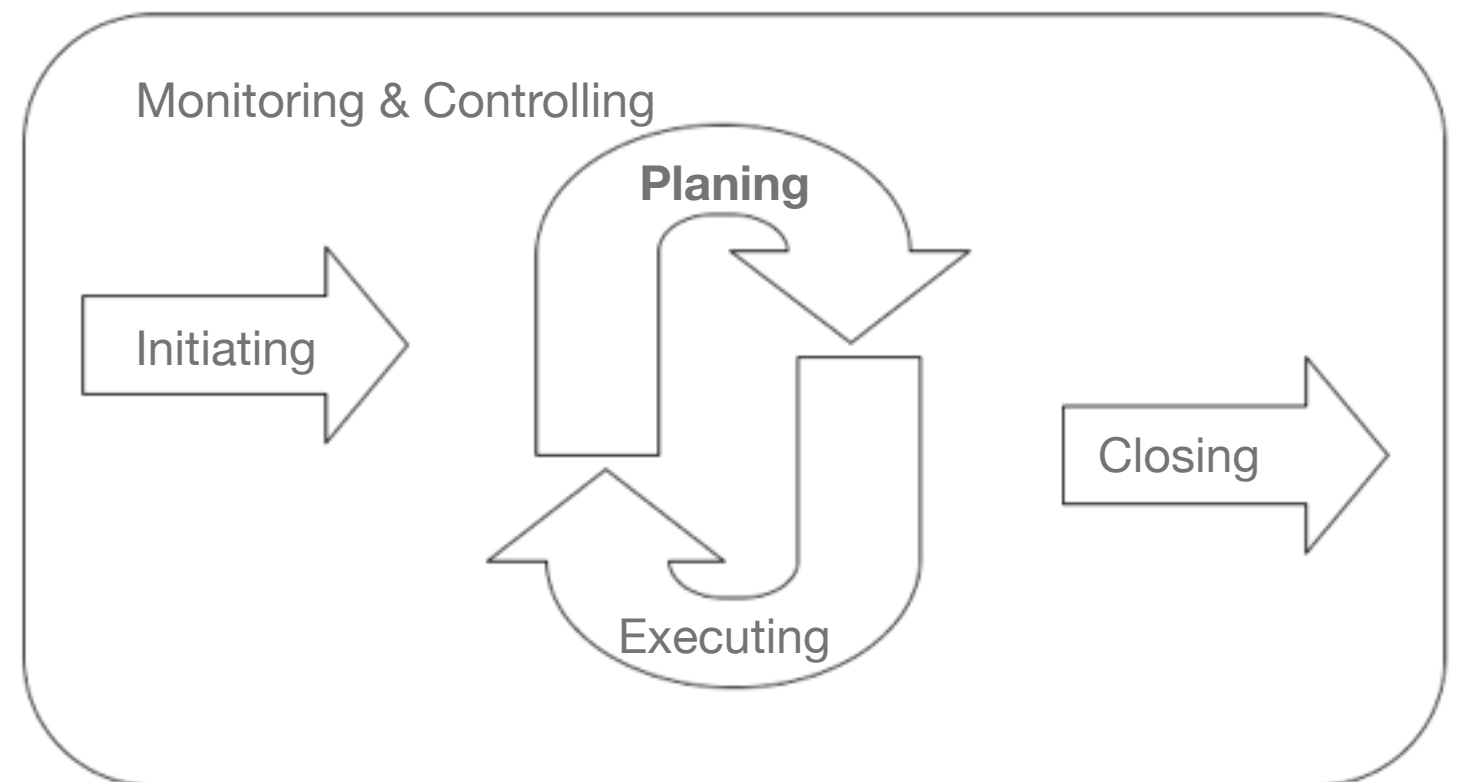 Monitoring & Controlling
Planing
Initiating
Closing
Executing